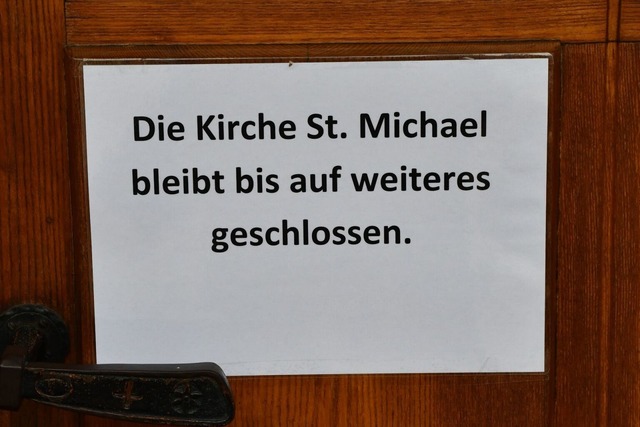 Die Kirche St. Michael
bleibt bis auf weiteres
geschlossen.